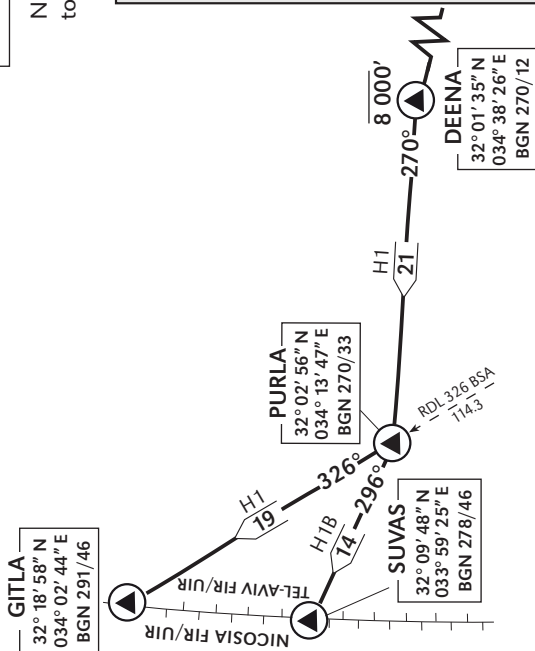 N
to
8 000'
270°
DEENA
32° 01' 35" N
034° 38' 26" E
BGN 270/12
H1
21
PURLA
32° 02' 56" N
034° 13' 47" E
BGN 270/33
RDL 326 BSA
114.3
326°
H1
19
296°
H1B
14
SUVAS
32° 09' 48" N
033° 59' 25" E
BGN 278/46
GITLA
32° 18' 58" N
034° 02' 44" E
BGN 291/46
TEL-AVIV FIR/UIR
NICOSIA FIR/UIR